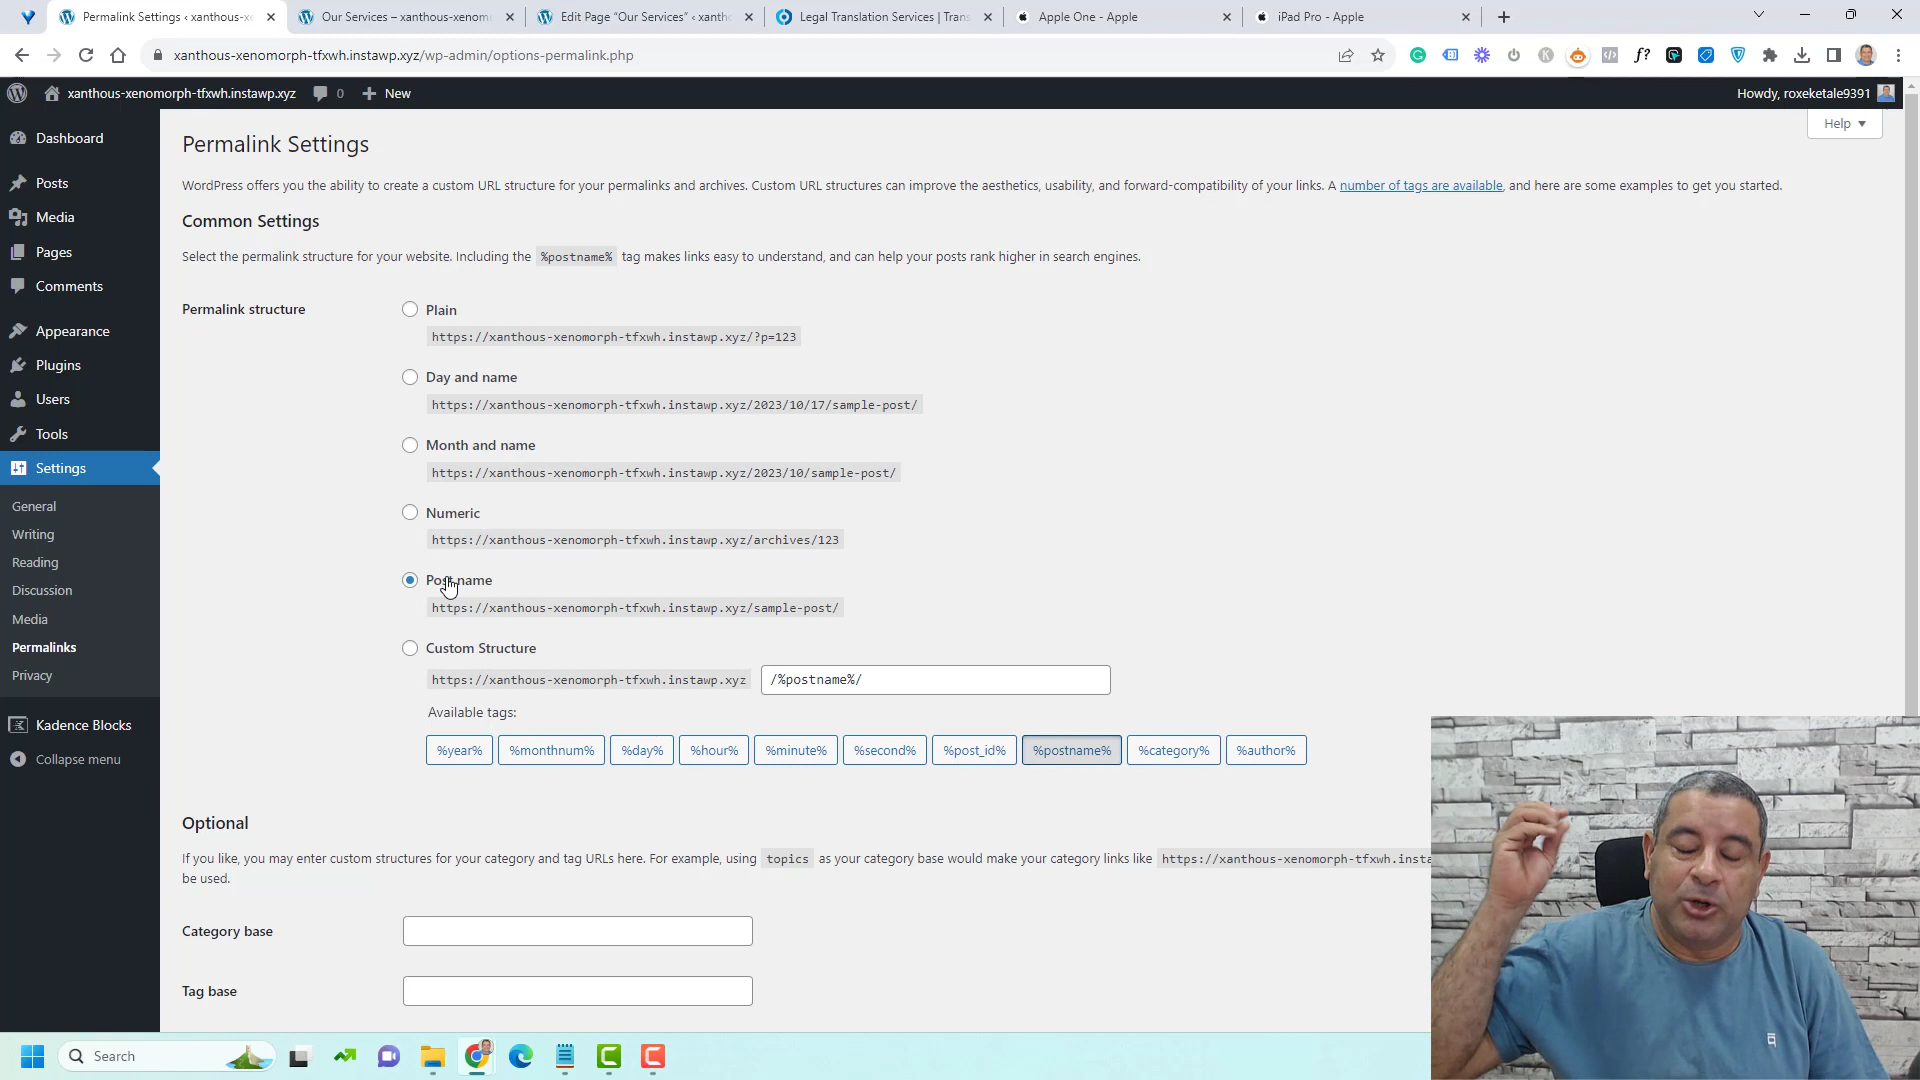 Permalink Settings ‹ xanthous-x
Our Services – xanthous-xenom
Edit Page “Our Services” ‹ xanth
Legal Translation Services | Tran
Apple One - Apple
iPad Pro - Apple
xanthous-xenomorph-tfxwh.instawp.xyz/wp-admin/options-permalink.php
xanthous-xenomorph-tfxwh.instawp.xyz 0 New Howdy, roxeketale9391
Help
Dashboard
Posts
Media
Pages
Comments
Appearance
Plugins
Users
Tools
Settings
General
Writing
Reading
Discussion
Media
Permalinks
Privacy
Kadence Blocks
Collapse menu
Permalink Settings
WordPress offers you the ability to create a custom URL structure for your permalinks and archives. Custom URL structures can improve the aesthetics, usability, and forward-compatibility of your links. A number of tags are available, and here are some examples to get you started.
Common Settings
Select the permalink structure for your website. Including the %postname% tag makes links easy to understand, and can help your posts rank higher in search engines.
Permalink structure
Plain
https://xanthous-xenomorph-tfxwh.instawp.xyz/?p=123
Day and name
https://xanthous-xenomorph-tfxwh.instawp.xyz/2023/10/17/sample-post/
Month and name
https://xanthous-xenomorph-tfxwh.instawp.xyz/2023/10/sample-post/
Numeric
https://xanthous-xenomorph-tfxwh.instawp.xyz/archives/123
Post name
https://xanthous-xenomorph-tfxwh.instawp.xyz/sample-post/
Custom Structure
https://xanthous-xenomorph-tfxwh.instawp.xyz /%postname%/
Available tags:
%year% %monthnum% %day% %hour% %minute% %second% %post_id% %postname% %category% %author%
Optional
If you like, you may enter custom structures for your category and tag URLs here. For example, using topics as your category base would make your category links like https://xanthous-xenomorph-tfxwh.insta
be used.
Category base
Tag base
Search